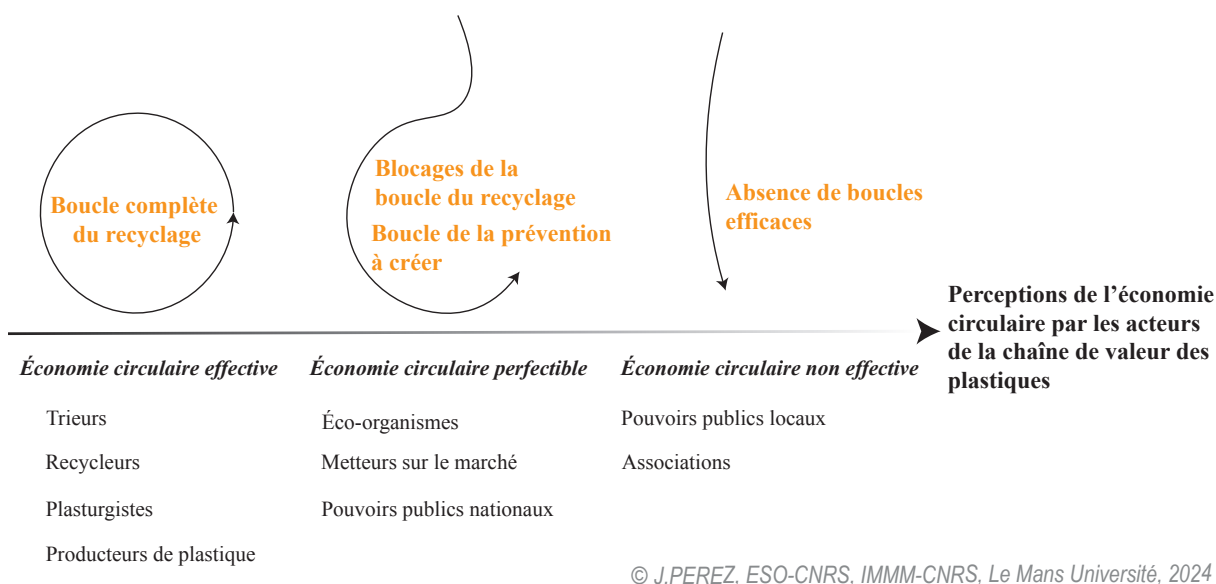 Boucle complète
du recyclage
Blocages de la
boucle du recyclage
Boucle de la prévention
à créer
Absence de boucles
efficaces
Perceptions de l’économie
circulaire par les acteurs
de la chaîne de valeur des
plastiques
Économie circulaire effective
Trieurs
Recycleurs
Plasturgistes
Producteurs de plastique
Économie circulaire perfectible
Éco-organismes
Metteurs sur le marché
Pouvoirs publics nationaux
Économie circulaire non effective
Pouvoirs publics locaux
Associations
© J.PEREZ, ESO-CNRS, IMMM-CNRS, Le Mans Université, 2024